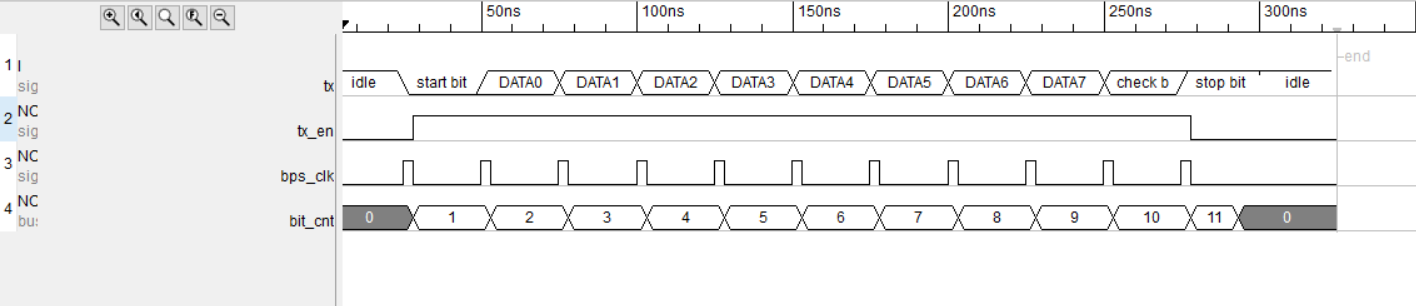 50ns 100ns 150ns 200ns 250ns 300ns
end
1 I
sig tx idle start bit DATA0 DATA1 DATA2 DATA3 DATA4 DATA5 DATA6 DATA7 check b stop bit idle
2 NC
sig tx_en
3 NC
sig bps_clk
4 NC
bus bit_cnt 0 1 2 3 4 5 6 7 8 9 10 11 0